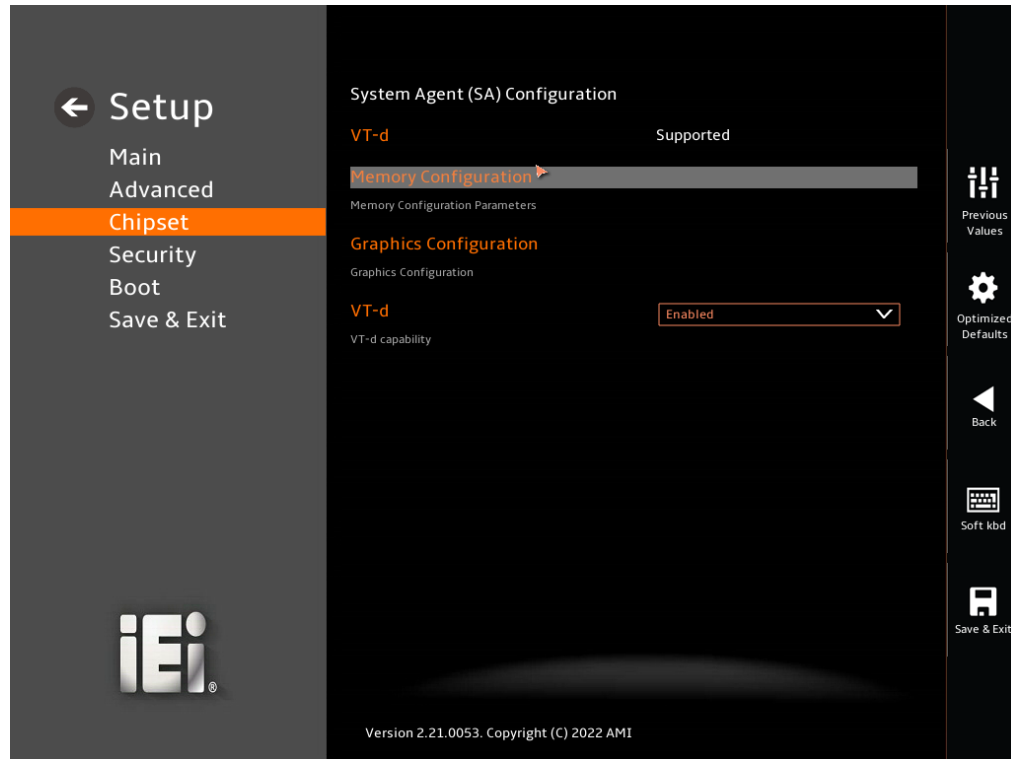 Setup
Main
Advanced
Chipset
Security
Boot
Save & Exit
iEi ®
System Agent (SA) Configuration
VT-d Supported
Memory Configuration
Memory Configuration Parameters
Graphics Configuration
Graphics Configuration
VT-d Enabled
VT-d capability
Version 2.21.0053. Copyright (C) 2022 AMI
Previous
Values
Optimized
Defaults
Back
Soft kbd
Save & Exit